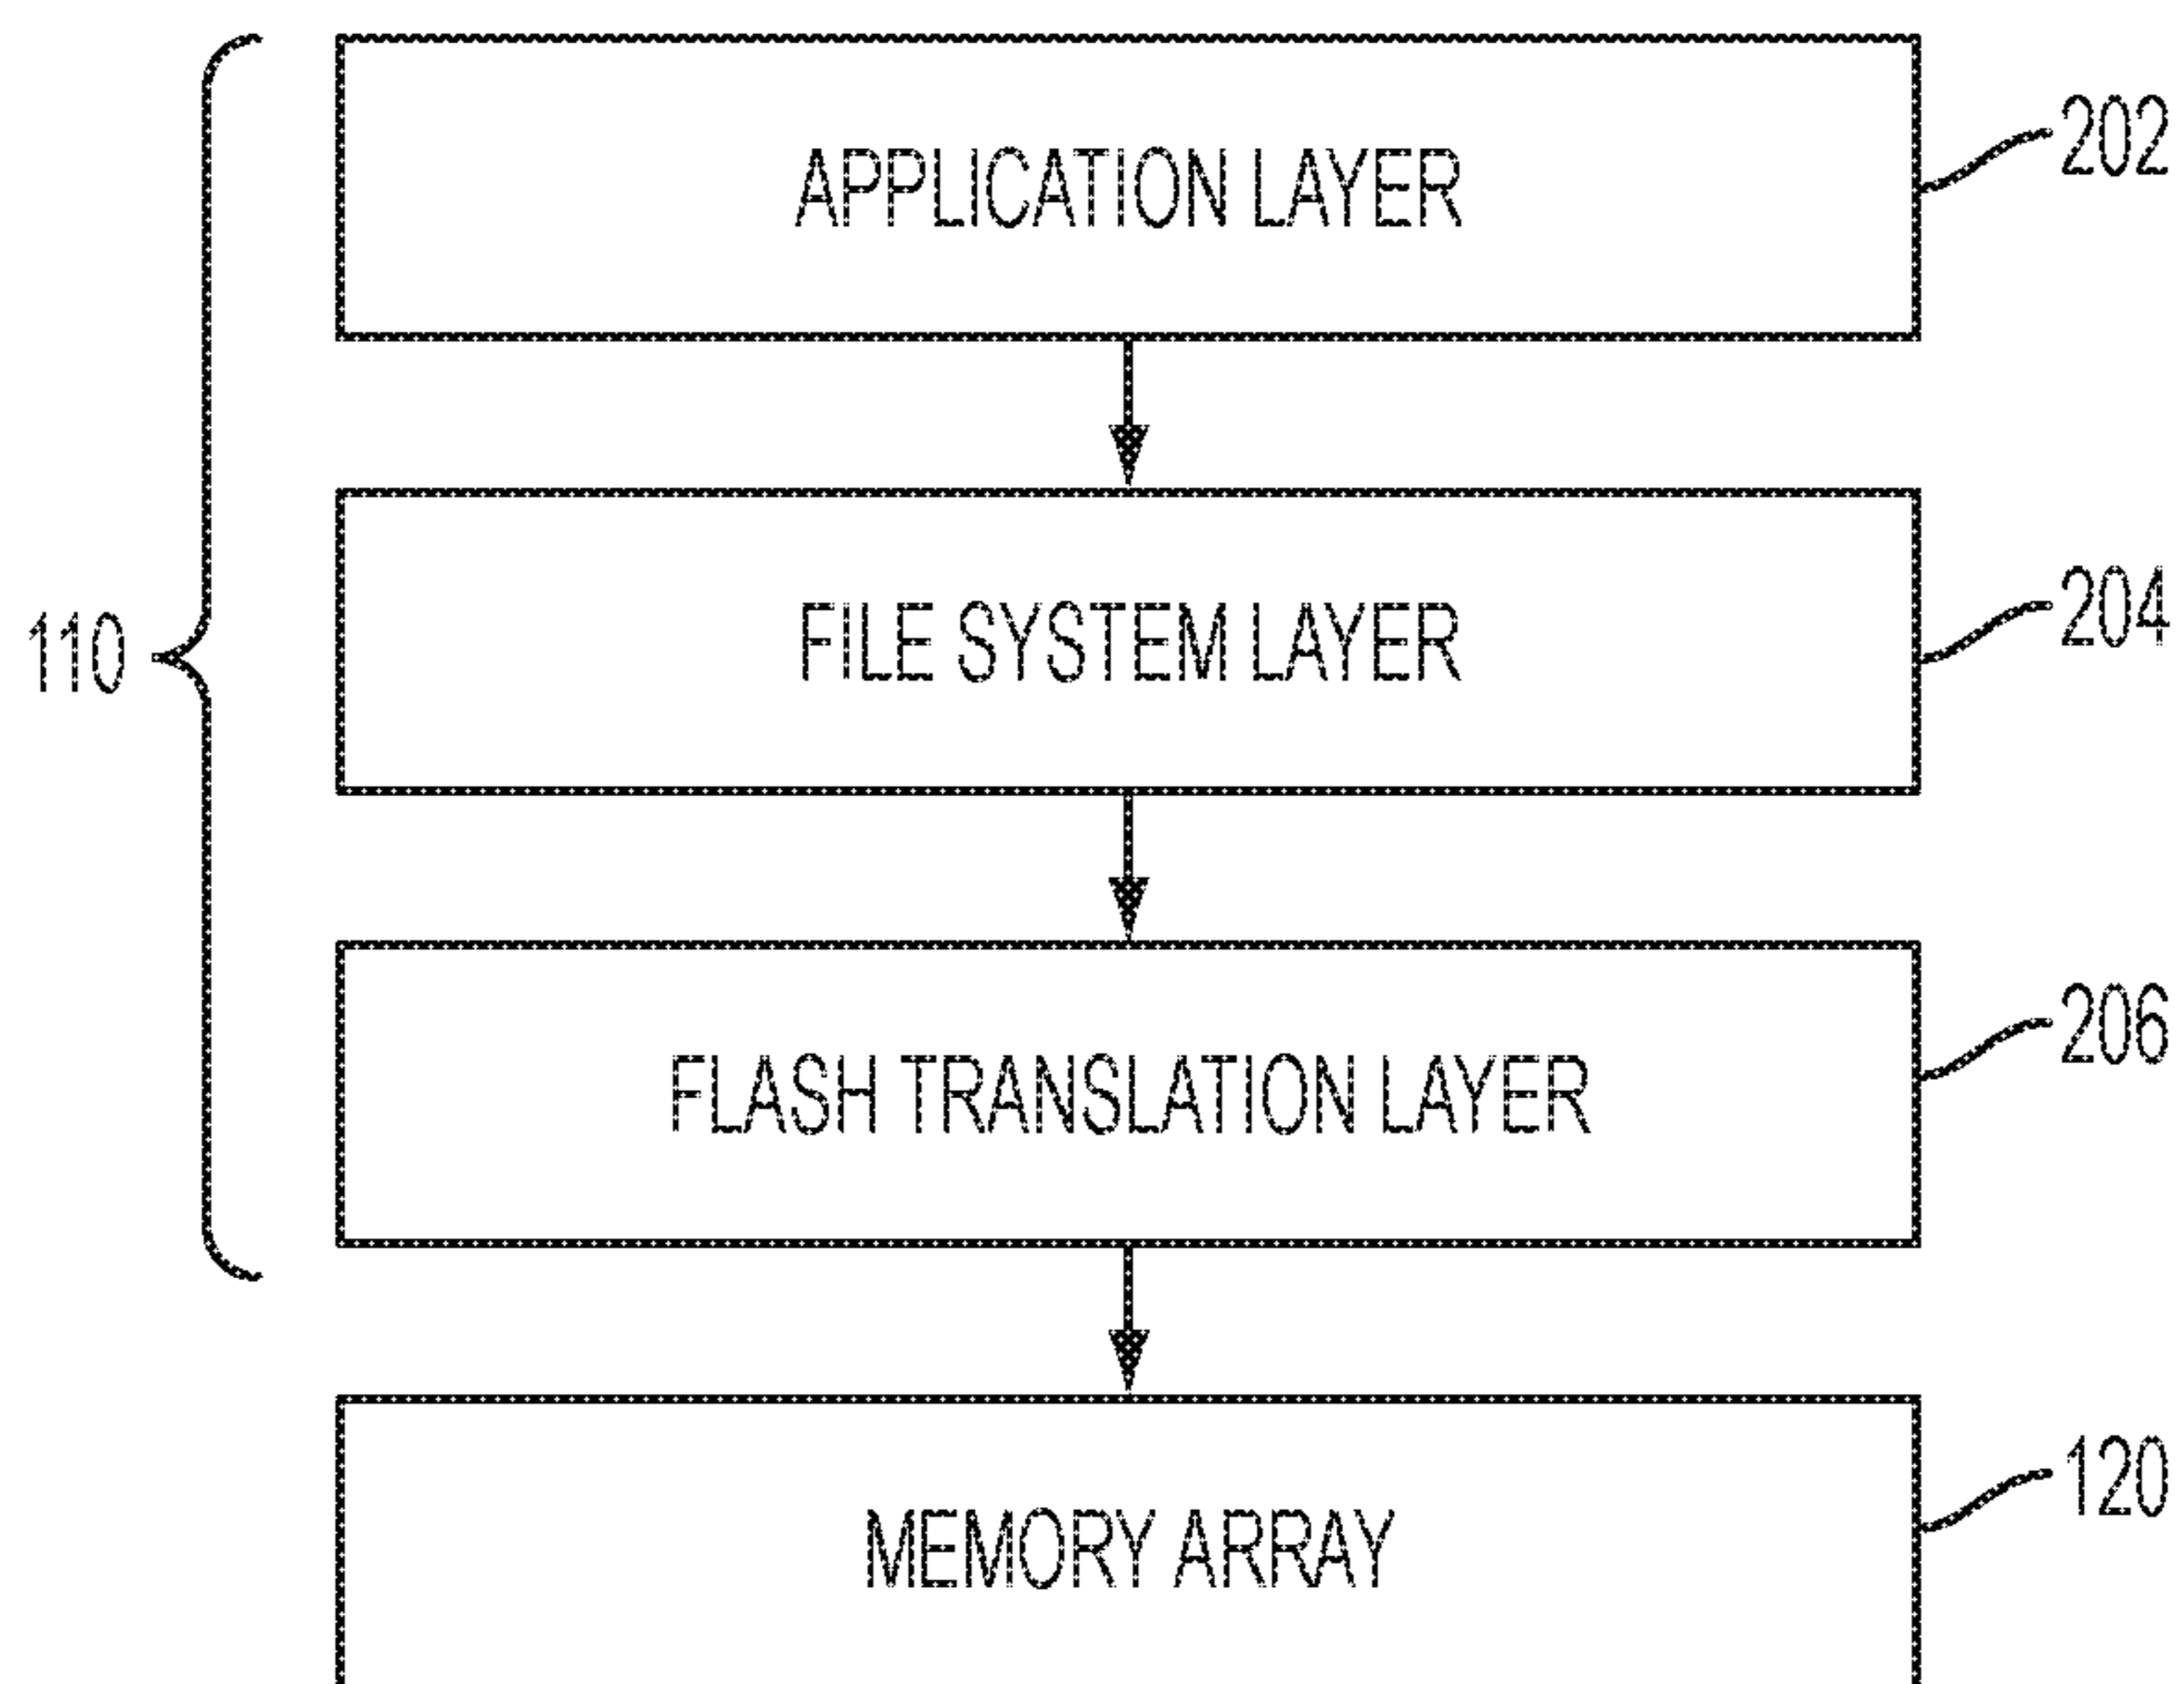 APPLICATION LAYER
202
FILE SYSTEM LAYER
204
110
FLASH TRANSLATION LAYER
206
MEMORY ARRAY
120